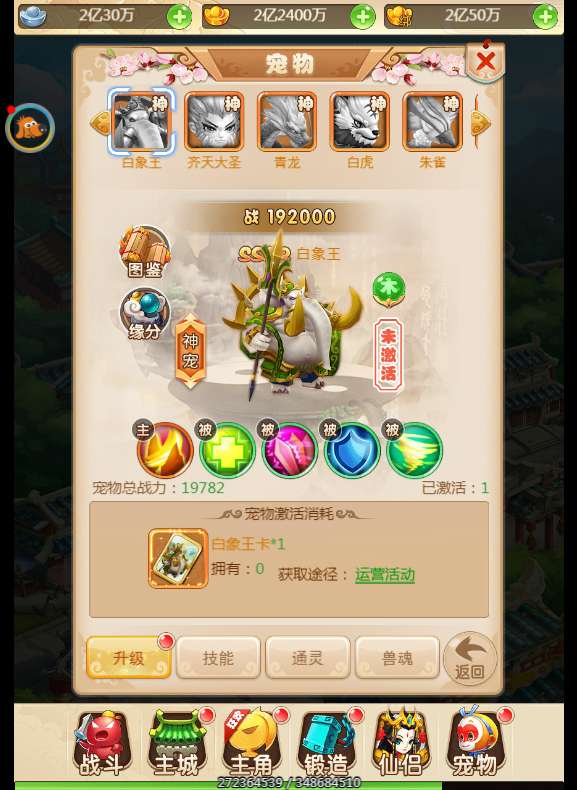 2亿30万 2亿2400万 2亿50万
宠物
神 神 神 神 神
白象王 齐天大圣 青龙 白虎 朱雀
战 192000
白象王
图鉴
木
缘分
神宠
未激活
主 被 被 被 被
宠物总战力：19782 已激活：1
宠物激活消耗
白象王卡*1
拥有：0 获取途径：运营活动
升级 技能 通灵 兽魂 返回
狂欢
战斗 主城 主角 锻造 仙侣 宠物
272364539 / 348684510